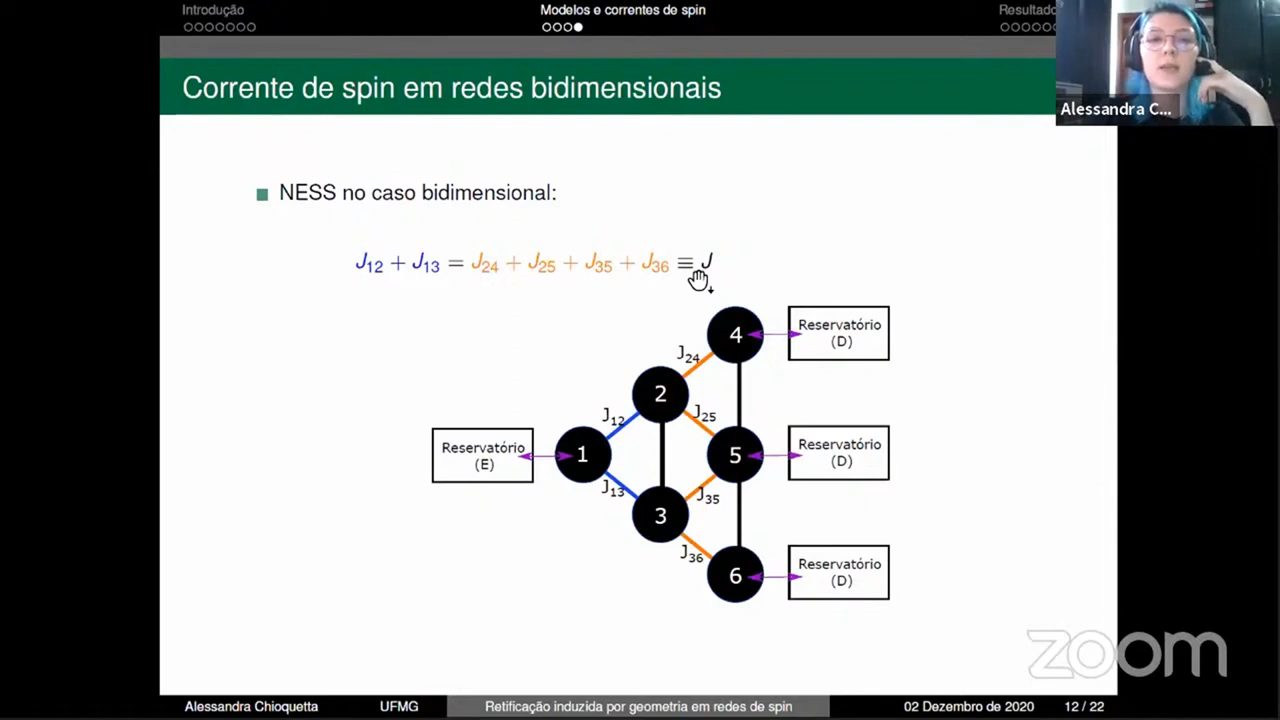 Introdução
Modelos e correntes de spin
Resultado
Alessandra C...
Corrente de spin em redes bidimensionais
NESS no caso bidimensional:
J12 + J13 = J24 + J25 + J35 + J36 ≡ J
4
Reservatório
(D)
J24
2
J12
J25
Reservatório
(E)
1
5
Reservatório
(D)
J13
J35
3
J36
6
Reservatório
(D)
zoom
Alessandra Chioquetta
UFMG
Retificação induzida por geometria em redes de spin
02 Dezembro de 2020
12 / 22